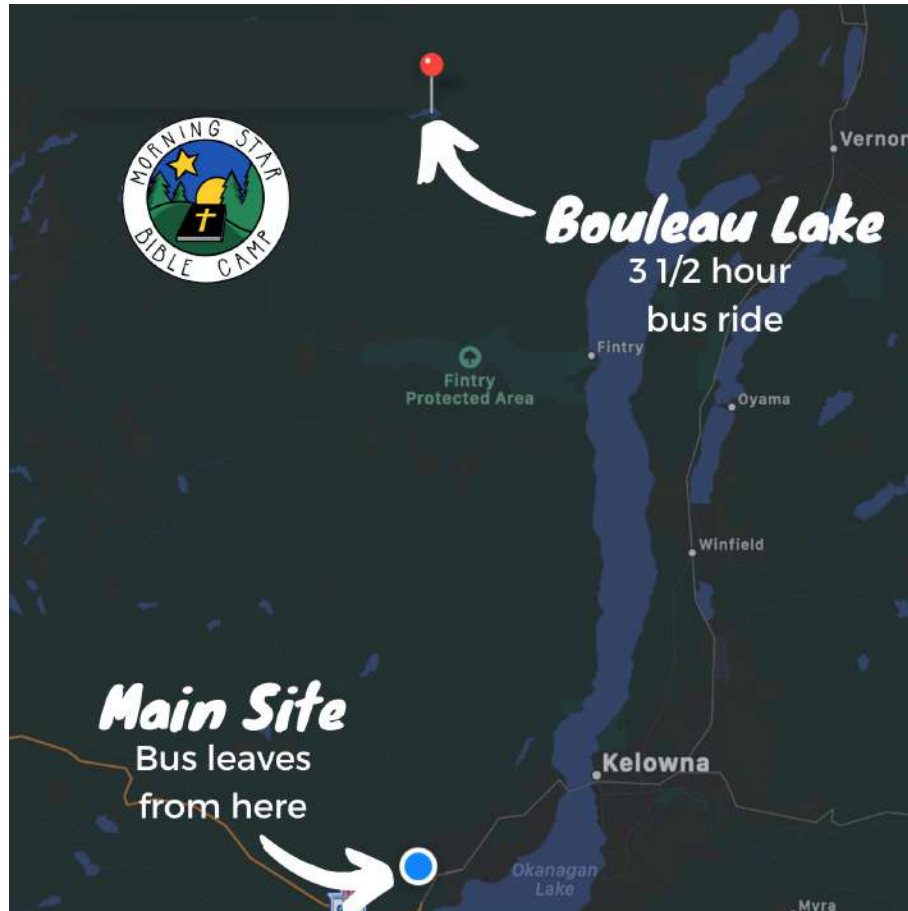 MORNING STAR
BIBLE CAMP
Vernon
Bouleau Lake
3 1/2 hour
bus ride
Fintry
Fintry
Protected Area
Oyama
Winfield
Main Site
Bus leaves
from here
Kelowna
Okanagan
Lake
Myra